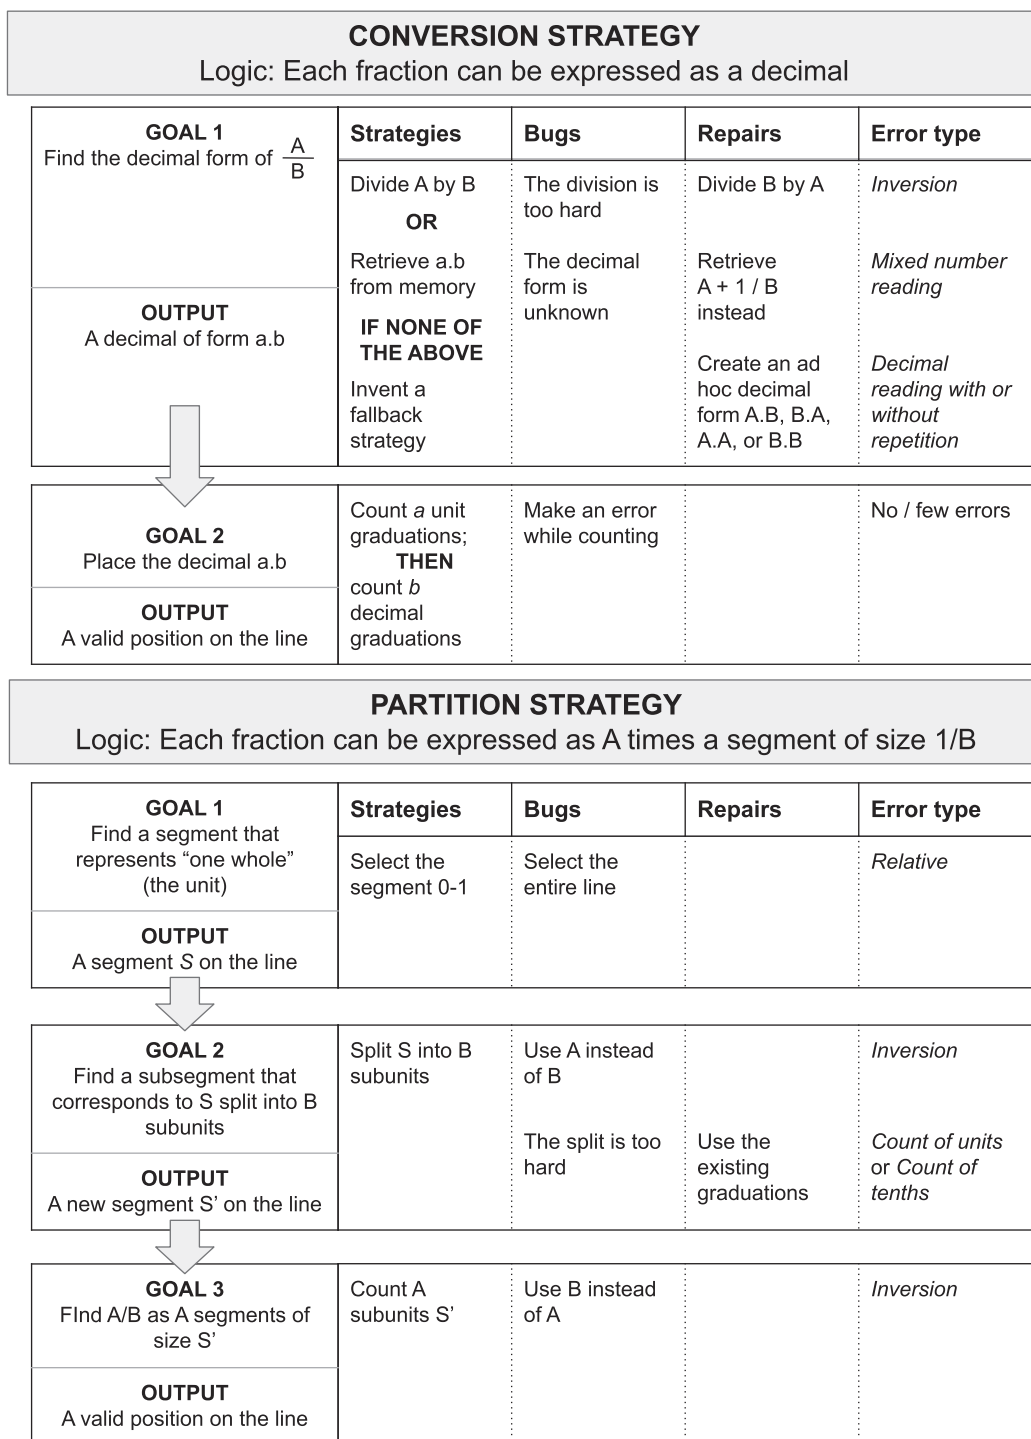 CONVERSION STRATEGY
Logic: Each fraction can be expressed as a decimal
GOAL 1
Find the decimal form of A/B
OUTPUT
A decimal of form a.b
Strategies
Bugs
Repairs
Error type
Divide A by B
The division is
too hard
Divide B by A
Inversion
OR
Retrieve a.b
from memory
The decimal
form is
unknown
Retrieve
A + 1 / B
instead
Mixed number
reading
IF NONE OF
THE ABOVE
Invent a
fallback
strategy
Create an ad
hoc decimal
form A.B, B.A,
A.A, or B.B
Decimal
reading with or
without
repetition
GOAL 2
Place the decimal a.b
OUTPUT
A valid position on the line
Count a unit
graduations;
THEN
count b
decimal
graduations
Make an error
while counting
No / few errors
PARTITION STRATEGY
Logic: Each fraction can be expressed as A times a segment of size 1/B
GOAL 1
Find a segment that
represents “one whole”
(the unit)
OUTPUT
A segment S on the line
Strategies
Bugs
Repairs
Error type
Select the
segment 0-1
Select the
entire line
Relative
GOAL 2
Find a subsegment that
corresponds to S split into B
subunits
OUTPUT
A new segment S’ on the line
Split S into B
subunits
Use A instead
of B
Inversion
The split is too
hard
Use the
existing
graduations
Count of units
or Count of
tenths
GOAL 3
FInd A/B as A segments of
size S’
OUTPUT
A valid position on the line
Count A
subunits S’
Use B instead
of A
Inversion